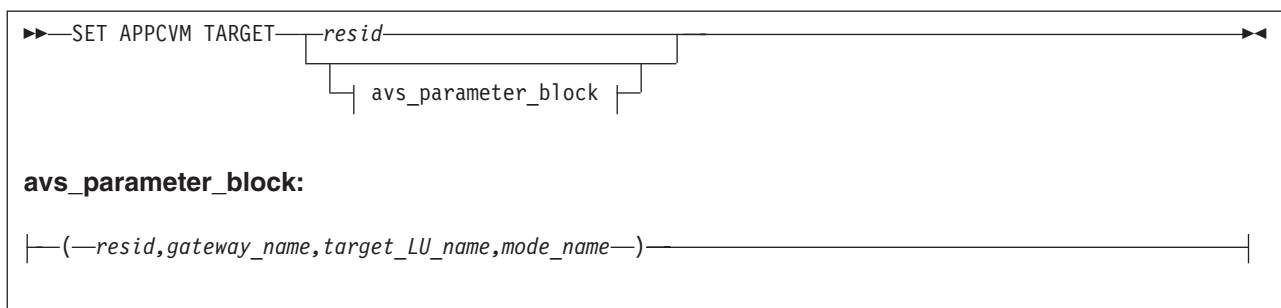 SET APPCVM TARGET resid
avs_parameter_block
avs_parameter_block:
( resid,gateway_name,target_LU_name,mode_name )